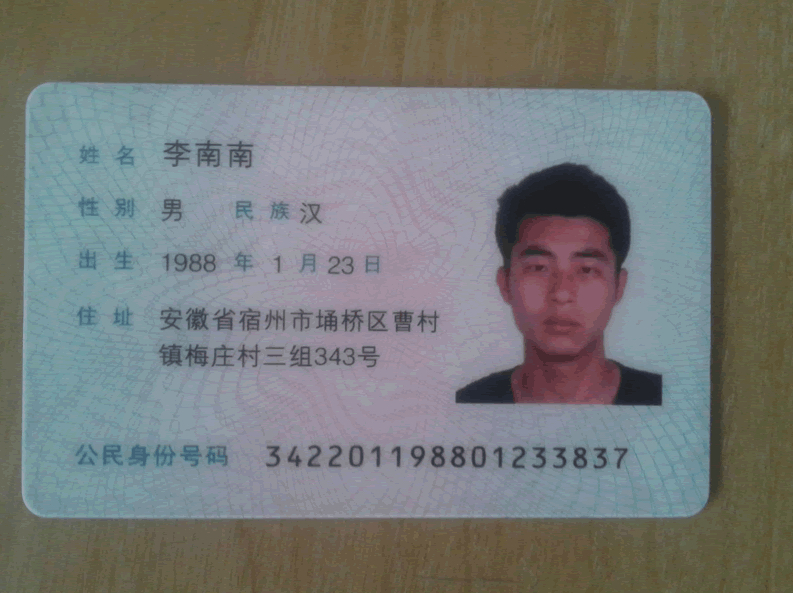 姓名 李南南
性别 男 民族 汉
出生 1988 年 1 月 23 日
住址 安徽省宿州市埇桥区曹村
镇梅庄村三组343号
公民身份号码 342201198801233837